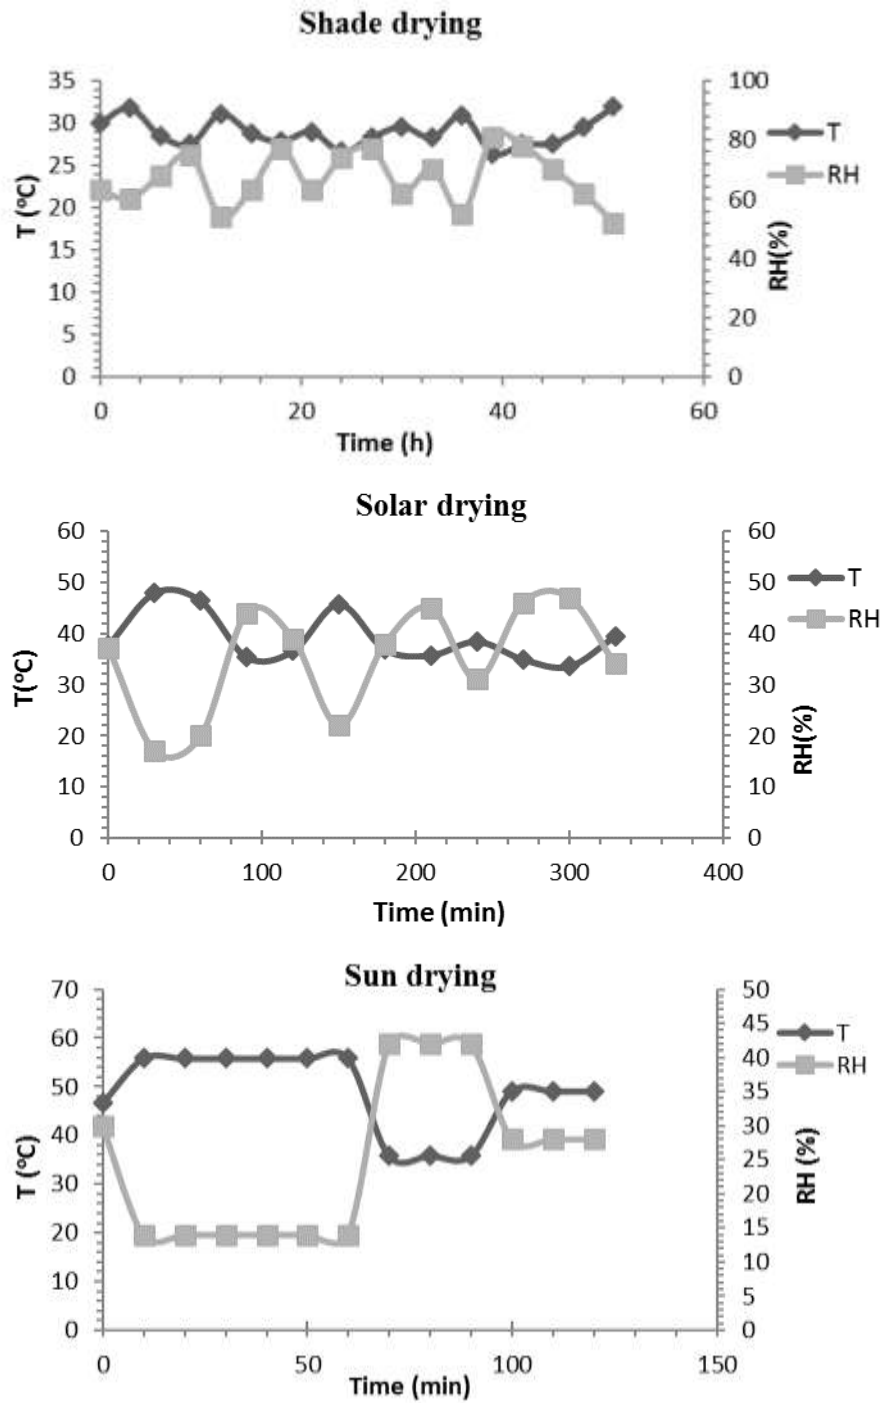 Shade drying
35 100
30
25 80
20 60
15
10 40
5 20
0 0
T (°C)
RH(%)
T
RH
0 20 40 60
Time (h)
Solar drying
60 60
50 50
40 40
30 30
20 20
10 10
0 0
T(°C)
RH(%)
T
RH
0 100 200 300 400
Time (min)
Sun drying
70 50
60 45
50 40
40 35
30 30
20 25
10 20
0 15
10
5
0
T (°C)
RH (%)
T
RH
0 50 100 150
Time (min)